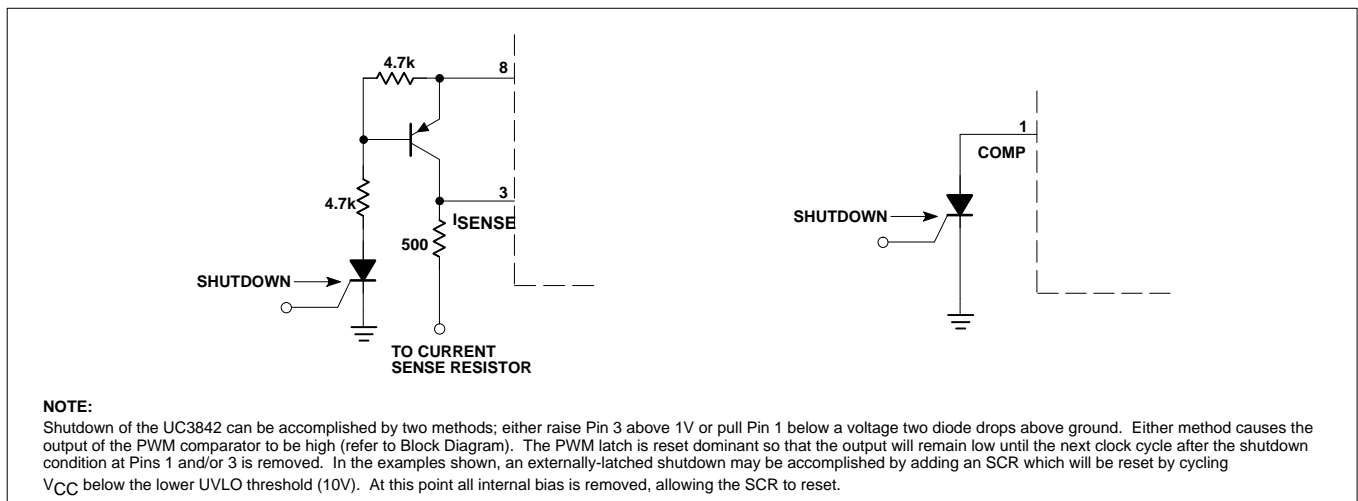 4.7k
8
4.7k
3
ISENSE
500
SHUTDOWN
TO CURRENT
SENSE RESISTOR
1
COMP
SHUTDOWN
NOTE:
Shutdown of the UC3842 can be accomplished by two methods; either raise Pin 3 above 1V or pull Pin 1 below a voltage two diode drops above ground. Either method causes the
output of the PWM comparator to be high (refer to Block Diagram). The PWM latch is reset dominant so that the output will remain low until the next clock cycle after the shutdown
condition at Pins 1 and/or 3 is removed. In the examples shown, an externally-latched shutdown may be accomplished by adding an SCR which will be reset by cycling
VCC below the lower UVLO threshold (10V). At this point all internal bias is removed, allowing the SCR to reset.